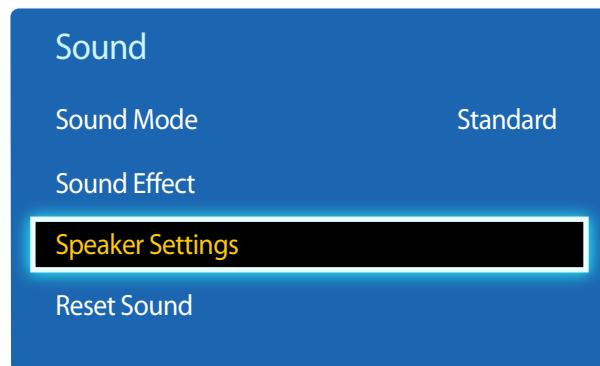 Sound
Sound Mode Standard
Sound Effect
Speaker Settings
Reset Sound